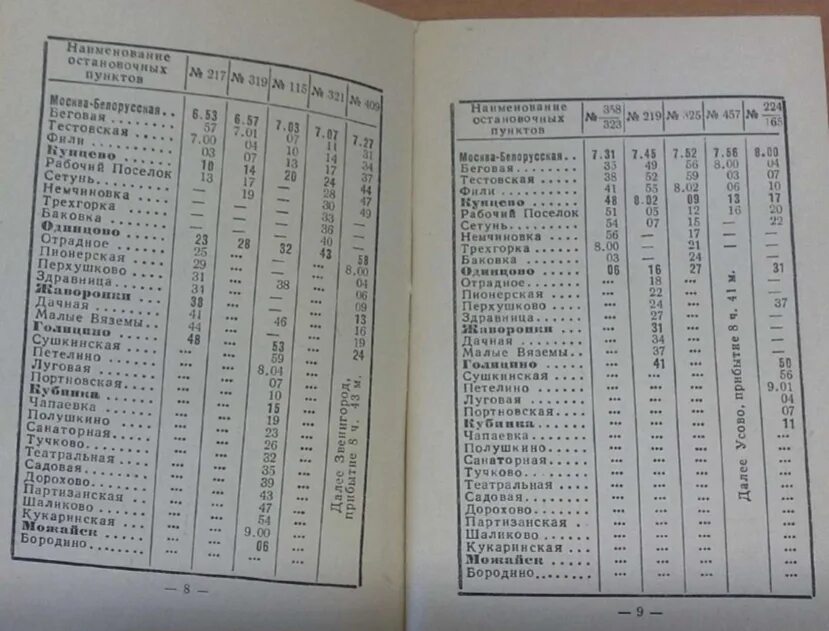 Наименование остановочных пунктов № 217 № 319 № 115 № 321 № 409
Москва-Белорусская 6.53 6.57 7.03 7.07 7.27
Беговая 57 7.01 07 11 31
Тестовская 7.00 04 10 14 34
Фили 03 07 13 17 37
Кунцево 10 14 20 24 44
Рабочий Поселок 13 17 — 28 47
Сетунь — 19 — 30 49
Немчиновка — — — 33 —
Трехгорка — — — 36 —
Баковка — — — 40 —
Одинцово 23 28 32 43 58
Отрадное 25 ... — ... 8.00
Пионерская 29 ... — ... 04
Перхушково 31 ... 38 ... 06
Здравница 31 ... — ... 09
Жаворонки 38 ... — ... 13
Дачная 41 ... 46 ... 16
Малые Вяземы 44 ... — ... 19
Голицыно 48 ... 53 ... 24
Сушкинская ... ... 59 ...
Петелино ... ... 8.04 ...
Луговая ... ... 07 ...
Портновская ... ... 10 ...
Кубинка ... ... 15 ...
Чапаевка ... ... 19 ...
Полушкино ... ... 23 ...
Санаторная ... ... 26 ...
Тучково ... ... 32 ...
Театральная ... ... 35 ...
Садовая ... ... 39 ...
Дорохово ... ... 43 ...
Партизанская ... ... 47 ...
Шаликово ... ... 54 ...
Кукаринская ... ... 9.00 ...
Можайск ... ... 06 ...
Бородино ... ... ... ...
Далее Звенигород,
прибытие 8 ч. 43 м.
— 8 —
Наименование остановочных пунктов № 358/323 № 219 № 325 № 457 № 224/165
Москва-Белорусская 7.31 7.45 7.52 7.56 8.00
Беговая 35 49 56 8.00 04
Тестовская 38 52 59 03 07
Фили 41 55 8.02 06 10
Кунцево 48 8.02 09 13 17
Рабочий Поселок 51 05 12 16 20
Сетунь 54 07 15 22
Немчиновка 56 — 17 —
Трехгорка 8.00 — 21 —
Баковка 03 — 24 —
Одинцово 06 16 27 31
Отрадное ... 18 ... —
Пионерская ... 22 ... —
Перхушково ... 24 ... 37
Здравница ... 27 ... —
Жаворонки ... 31 ... —
Дачная ... 34 ... —
Малые Вяземы ... 37 ... —
Голицыно ... 41 ... 50
Сушкинская ... ... ... 56
Петелино ... ... ... 9.01
Луговая ... ... ... 04
Портновская ... ... ... 07
Кубинка ... ... ... 11
Чапаевка ... ... ... ...
Полушкино ... ... ... ...
Санаторная ... ... ... ...
Тучково ... ... ... ...
Театральная ... ... ... ...
Садовая ... ... ... ...
Дорохово ... ... ... ...
Партизанская ... ... ... ...
Шаликово ... ... ... ...
Кукаринская ... ... ... ...
Можайск ... ... ... ...
Бородино ... ... ... ...
Далее Усово, прибытие 8 ч. 41 м.
— 9 —